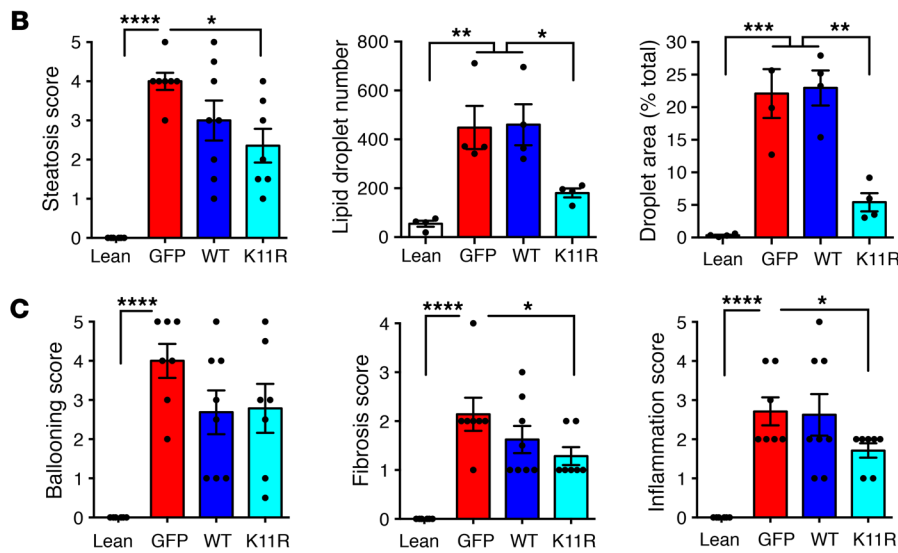 B
Steatosis score
5
4
3
2
1
0
**** *
Lean GFP WT K11R
Lipid droplet number
800
600
400
200
0
** *
Lean GFP WT K11R
Droplet area (% total)
30
25
20
15
10
5
0
*** **
Lean GFP WT K11R
C
Ballooning score
5
4
3
2
1
0
****
Lean GFP WT K11R
Fibrosis score
4
3
2
1
0
**** *
Lean GFP WT K11R
Inflammation score
5
4
3
2
1
0
**** *
Lean GFP WT K11R